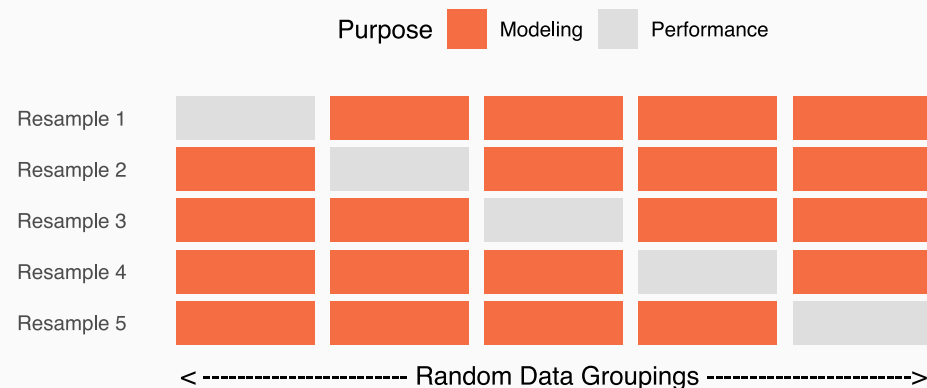 Purpose Modeling Performance
Resample 1
Resample 2
Resample 3
Resample 4
Resample 5
< ----------------------- Random Data Groupings ----------------------->